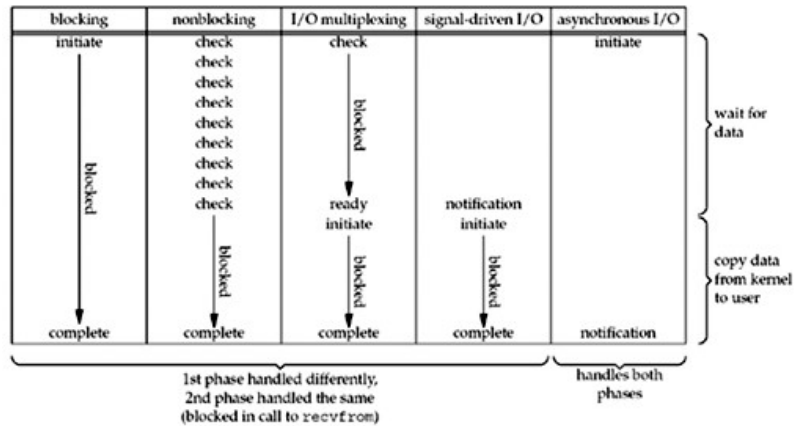 blocking nonblocking I/O multiplexing signal-driven I/O asynchronous I/O
initiate check check initiate
check
check
check
check
check
check
check
check ready notification
initiate initiate
blocked
blocked
blocked
blocked
blocked
complete complete complete complete notification
wait for
data
copy data
from kernel
to user
1st phase handled differently,
2nd phase handled the same
(blocked in call to recvfrom)
handles both
phases